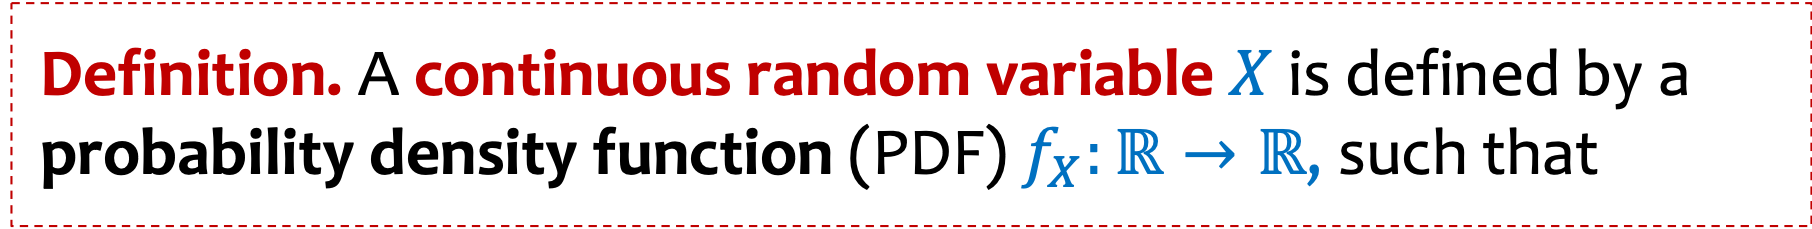 Definition. A continuous random variable X is defined by a
probability density function (PDF) f_X: ℝ → ℝ, such that